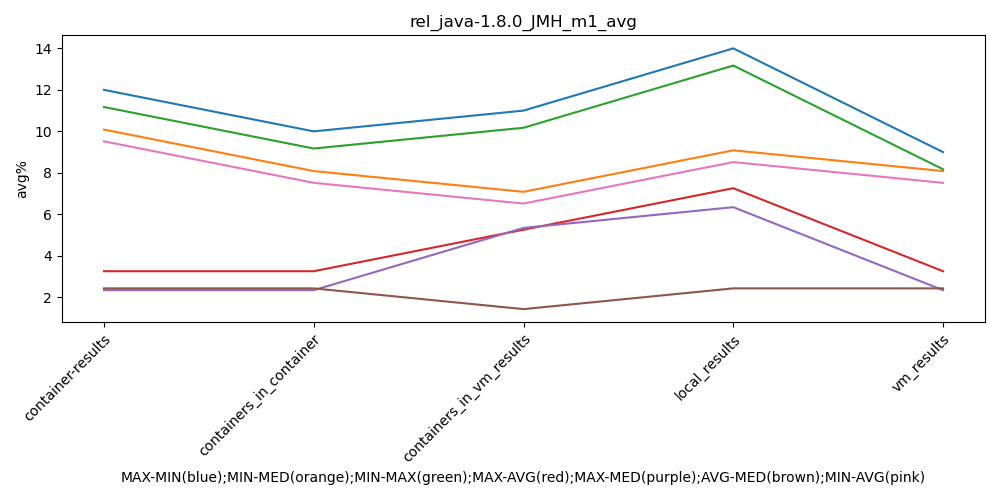 rel_java-1.8.0_JMH_m1_avg
avg%
14
12
10
8
6
4
2
container-results
containers_in_container
containers_in_vm_results
local_results
vm_results
MAX-MIN(blue);MIN-MED(orange);MIN-MAX(green);MAX-AVG(red);MAX-MED(purple);AVG-MED(brown);MIN-AVG(pink)